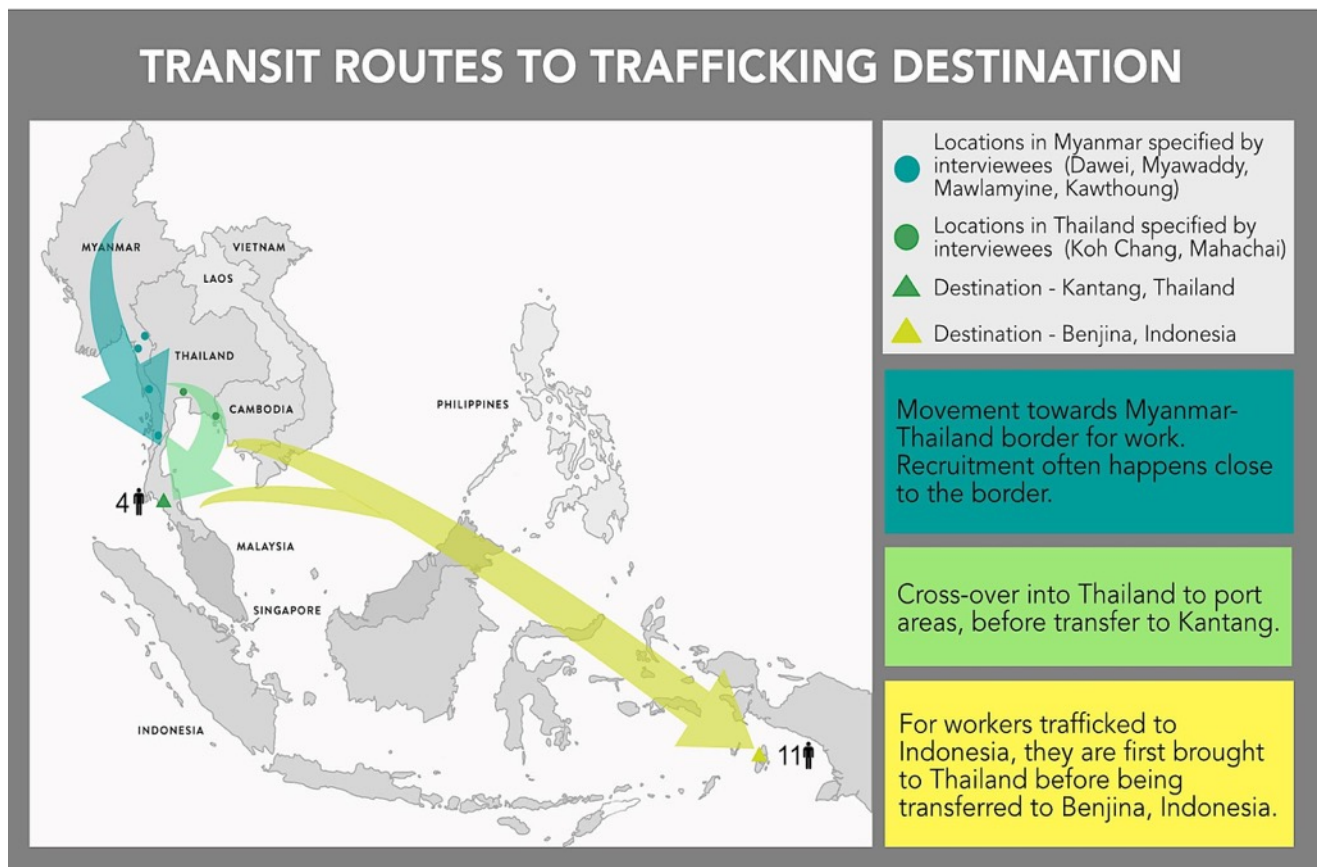 TRANSIT ROUTES TO TRAFFICKING DESTINATION
MYANMAR
VIETNAM
LAOS
THAILAND
CAMBODIA
PHILIPPINES
4
MALAYSIA
SINGAPORE
INDONESIA
11
Locations in Myanmar specified by
interviewees (Dawei, Myawaddy,
Mawlamyine, Kawthoung)
Locations in Thailand specified by
interviewees (Koh Chang, Mahachai)
Destination - Kantang, Thailand
Destination - Benjina, Indonesia
Movement towards Myanmar-
Thailand border for work.
Recruitment often happens close
to the border.
Cross-over into Thailand to port
areas, before transfer to Kantang.
For workers trafficked to
Indonesia, they are first brought
to Thailand before being
transferred to Benjina, Indonesia.